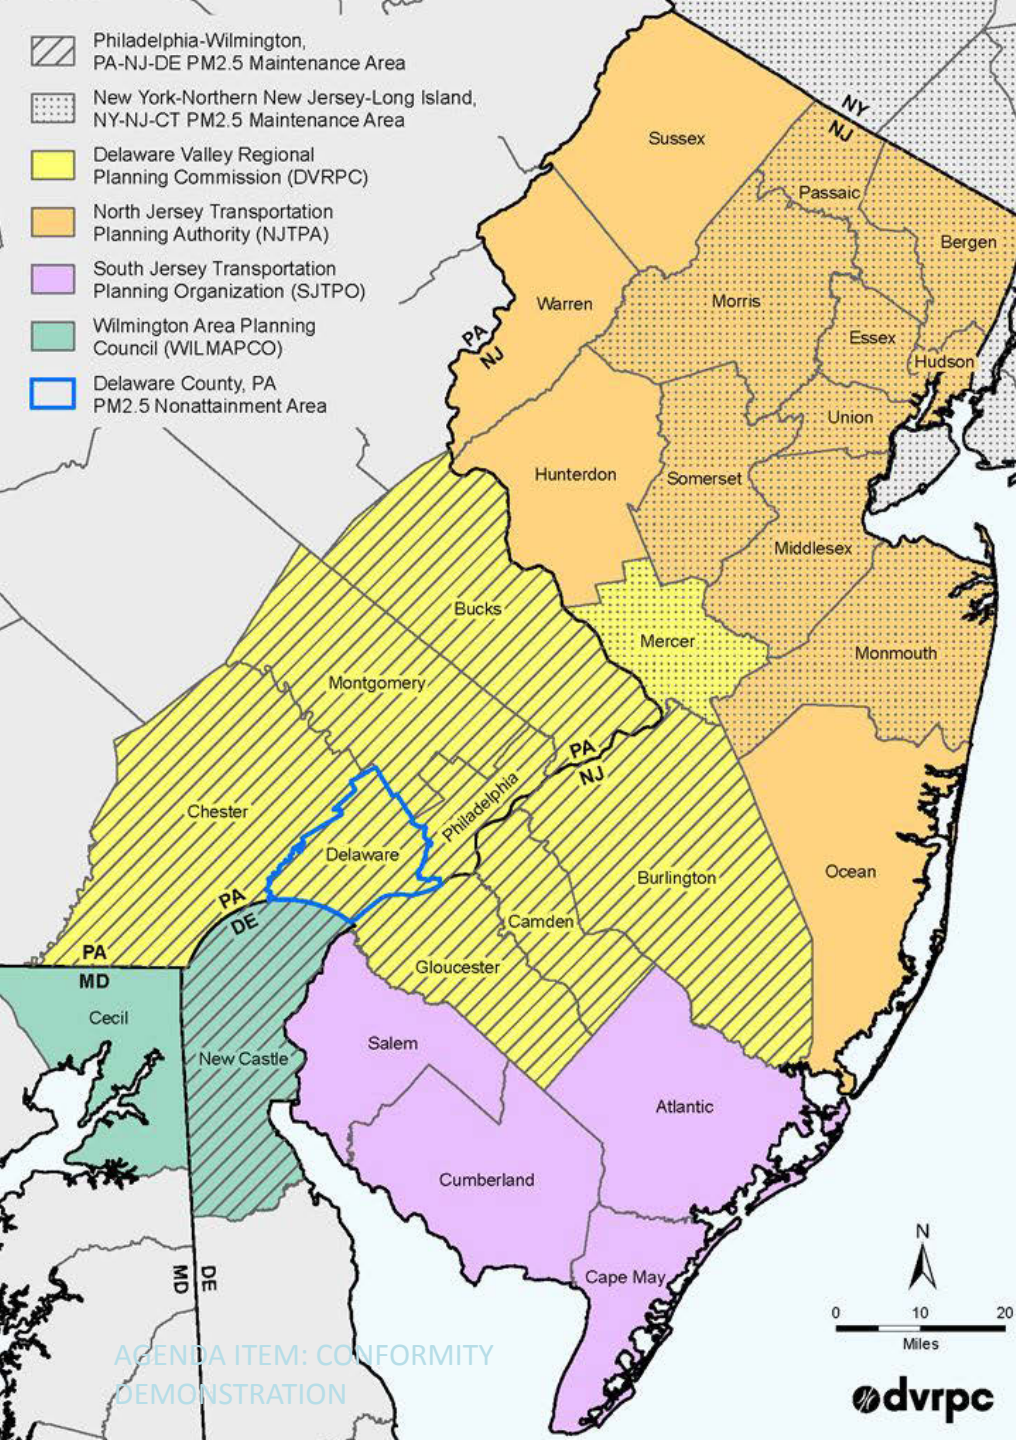 Philadelphia-Wilmington,
PA-NJ-DE PM2.5 Maintenance Area
New York-Northern New Jersey-Long Island,
NY-NJ-CT PM2.5 Maintenance Area
Delaware Valley Regional
Planning Commission (DVRPC)
North Jersey Transportation
Planning Authority (NJTPA)
South Jersey Transportation
Planning Organization (SJTPO)
Wilmington Area Planning
Council (WILMAPCO)
Delaware County, PA
PM2.5 Nonattainment Area
NY
NJ
Sussex
Passaic
Bergen
Warren
Morris
Essex
Hudson
PA
NJ
Union
Hunterdon
Somerset
Middlesex
Bucks
Mercer
Monmouth
Montgomery
PA
NJ
Chester
Philadelphia
Delaware
Ocean
Burlington
PA
DE
Camden
PA
MD
Gloucester
Cecil
New Castle
Salem
Atlantic
Cumberland
Cape May
MD
DE
N
0 10 20
Miles
AGENDA ITEM: CONFORMITY
DEMONSTRATION
dvrpc